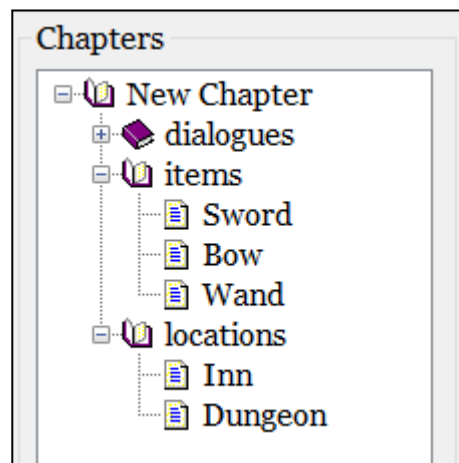 Chapters
New Chapter
dialogues
items
Sword
Bow
Wand
locations
Inn
Dungeon